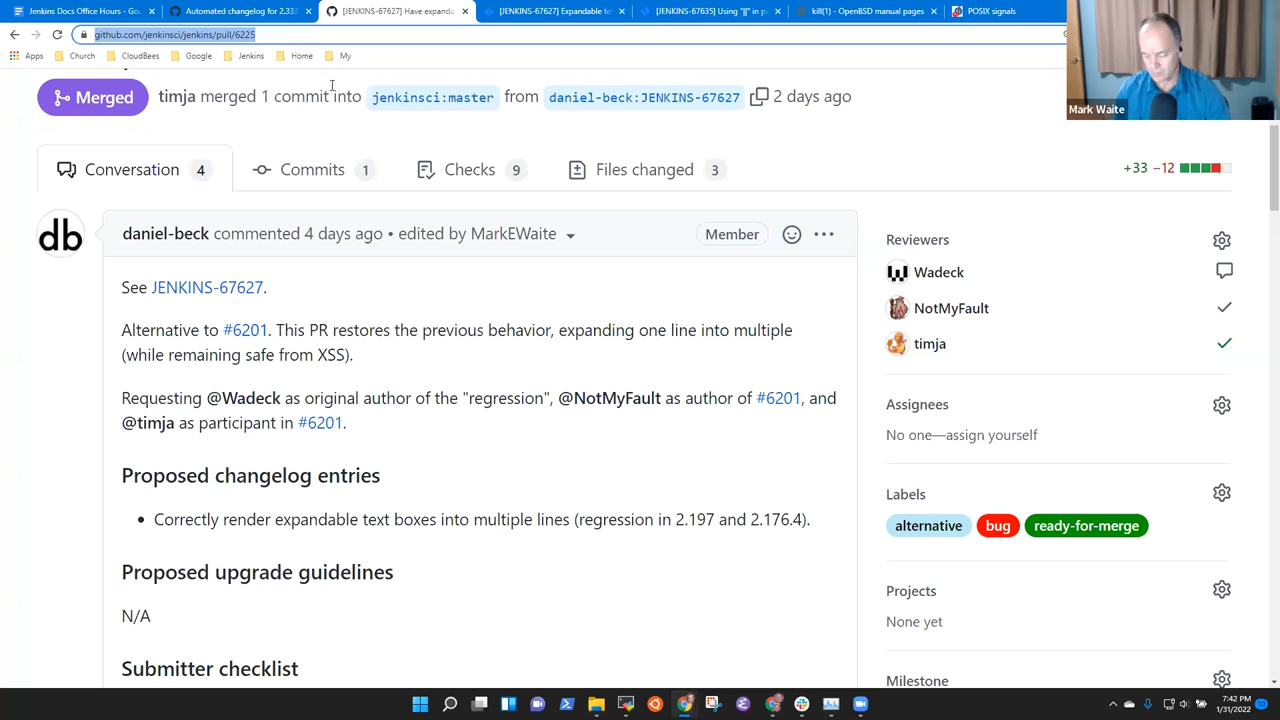 Jenkins Docs Office Hours - Goo
Automated changelog for 2.333
[JENKINS-67627] Have expanda
[JENKINS-67627] Expandable te
[JENKINS-67635] Using "||" in p
kill(1) - OpenBSD manual pages
POSIX signals
github.com/jenkinsci/jenkins/pull/6225
Apps
Church
CloudBees
Google
Jenkins
Home
My
Mark Waite
Merged
timja merged 1 commit into jenkinsci:master from daniel-beck:JENKINS-67627 2 days ago
Conversation 4
Commits 1
Checks 9
Files changed 3
+33 −12
db
daniel-beck commented 4 days ago • edited by MarkEWaite
Member
See JENKINS-67627.
Alternative to #6201. This PR restores the previous behavior, expanding one line into multiple
(while remaining safe from XSS).
Requesting @Wadeck as original author of the "regression", @NotMyFault as author of #6201, and
@timja as participant in #6201.
Proposed changelog entries
• Correctly render expandable text boxes into multiple lines (regression in 2.197 and 2.176.4).
Proposed upgrade guidelines
N/A
Submitter checklist
Reviewers
Wadeck
NotMyFault
timja
Assignees
No one—assign yourself
Labels
alternative bug ready-for-merge
Projects
None yet
Milestone
7:42 PM
1/31/2022